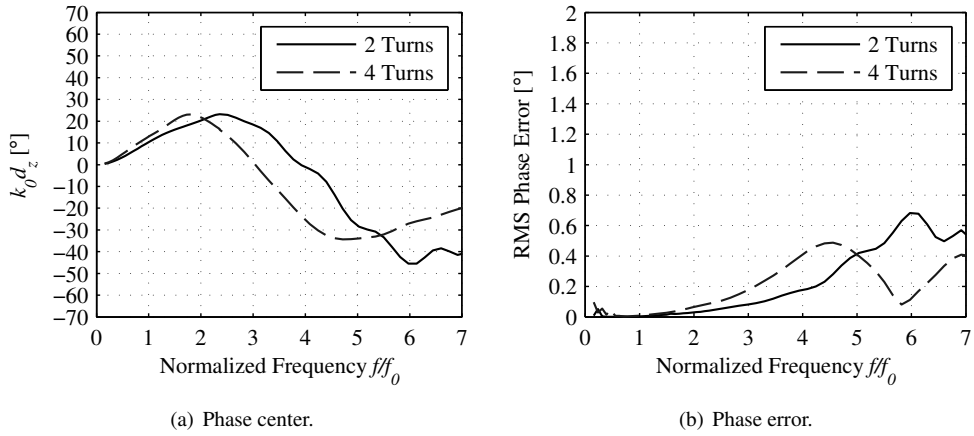 70
60
50
40
30
20
10
0
−10
−20
−30
−40
−50
−60
−70
k₀d_z [°]
2 Turns
4 Turns
0 1 2 3 4 5 6 7
Normalized Frequency f/f₀
(a) Phase center.
2
1.8
1.6
1.4
1.2
1
0.8
0.6
0.4
0.2
0
RMS Phase Error [°]
2 Turns
4 Turns
0 1 2 3 4 5 6 7
Normalized Frequency f/f₀
(b) Phase error.